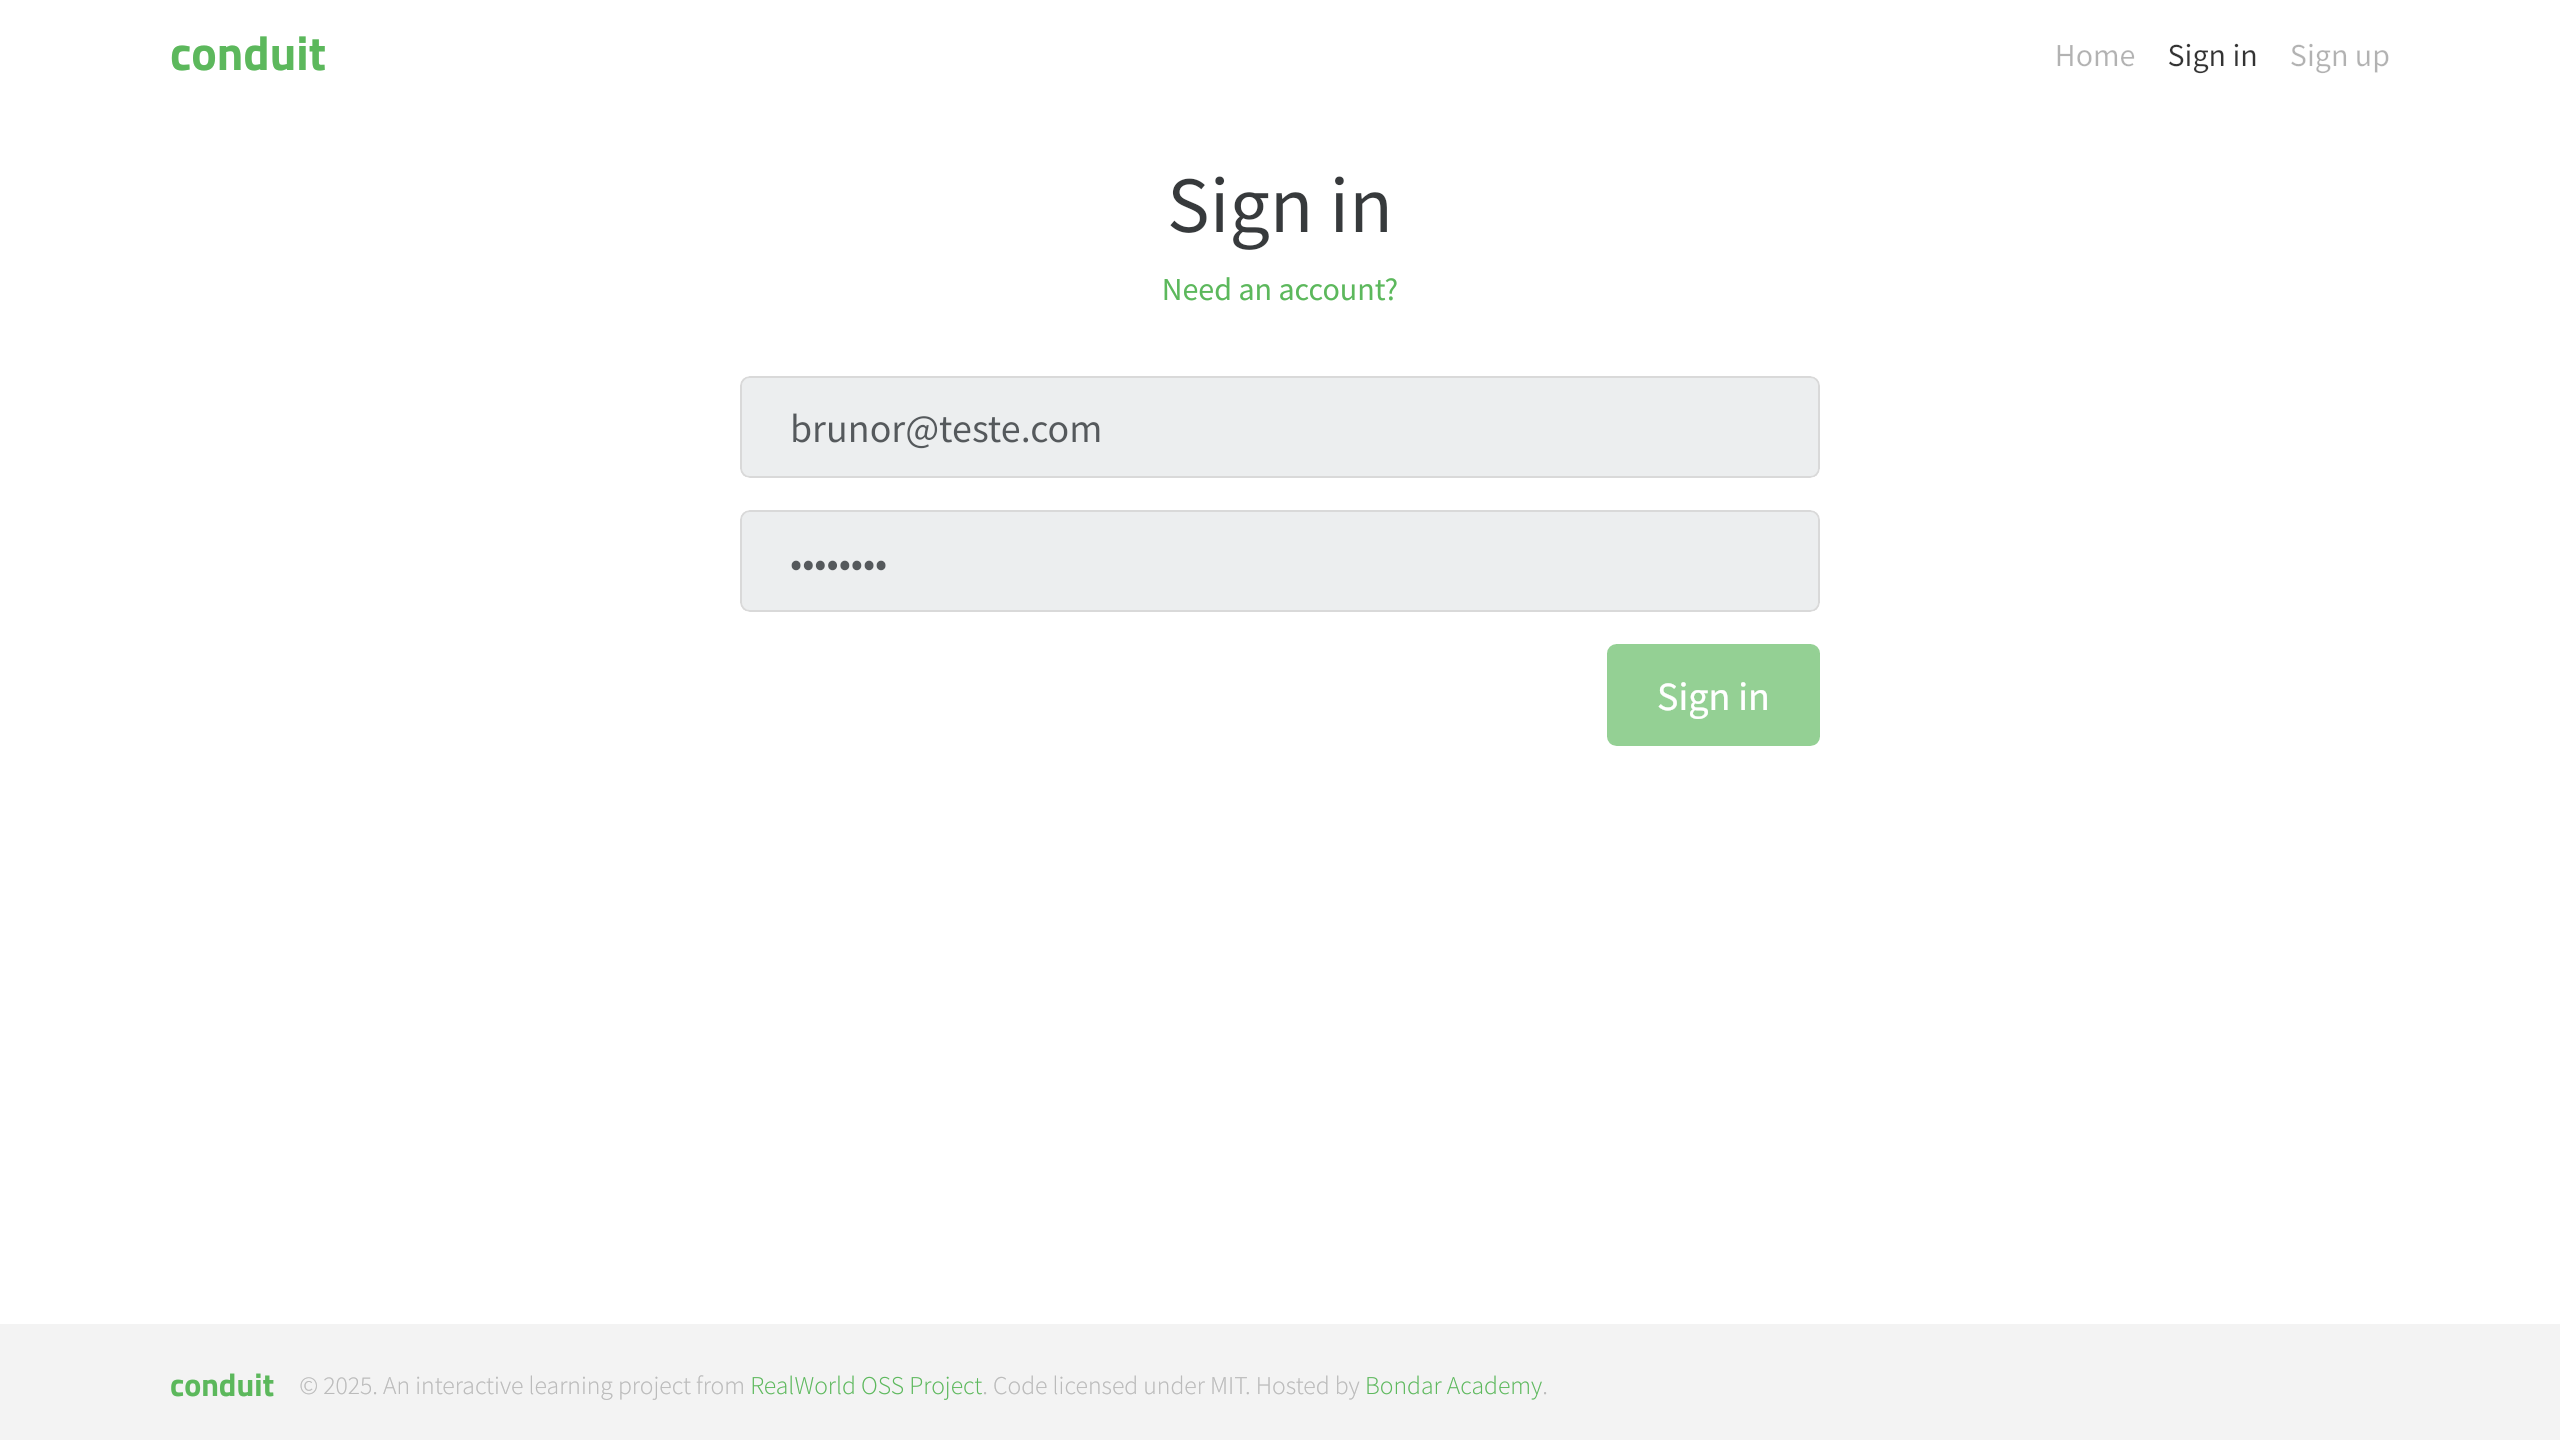 conduit
Home Sign in Sign up
Sign in
Need an account?
brunor@teste.com
••••••••
Sign in
conduit © 2025. An interactive learning project from RealWorld OSS Project. Code licensed under MIT. Hosted by Bondar Academy.